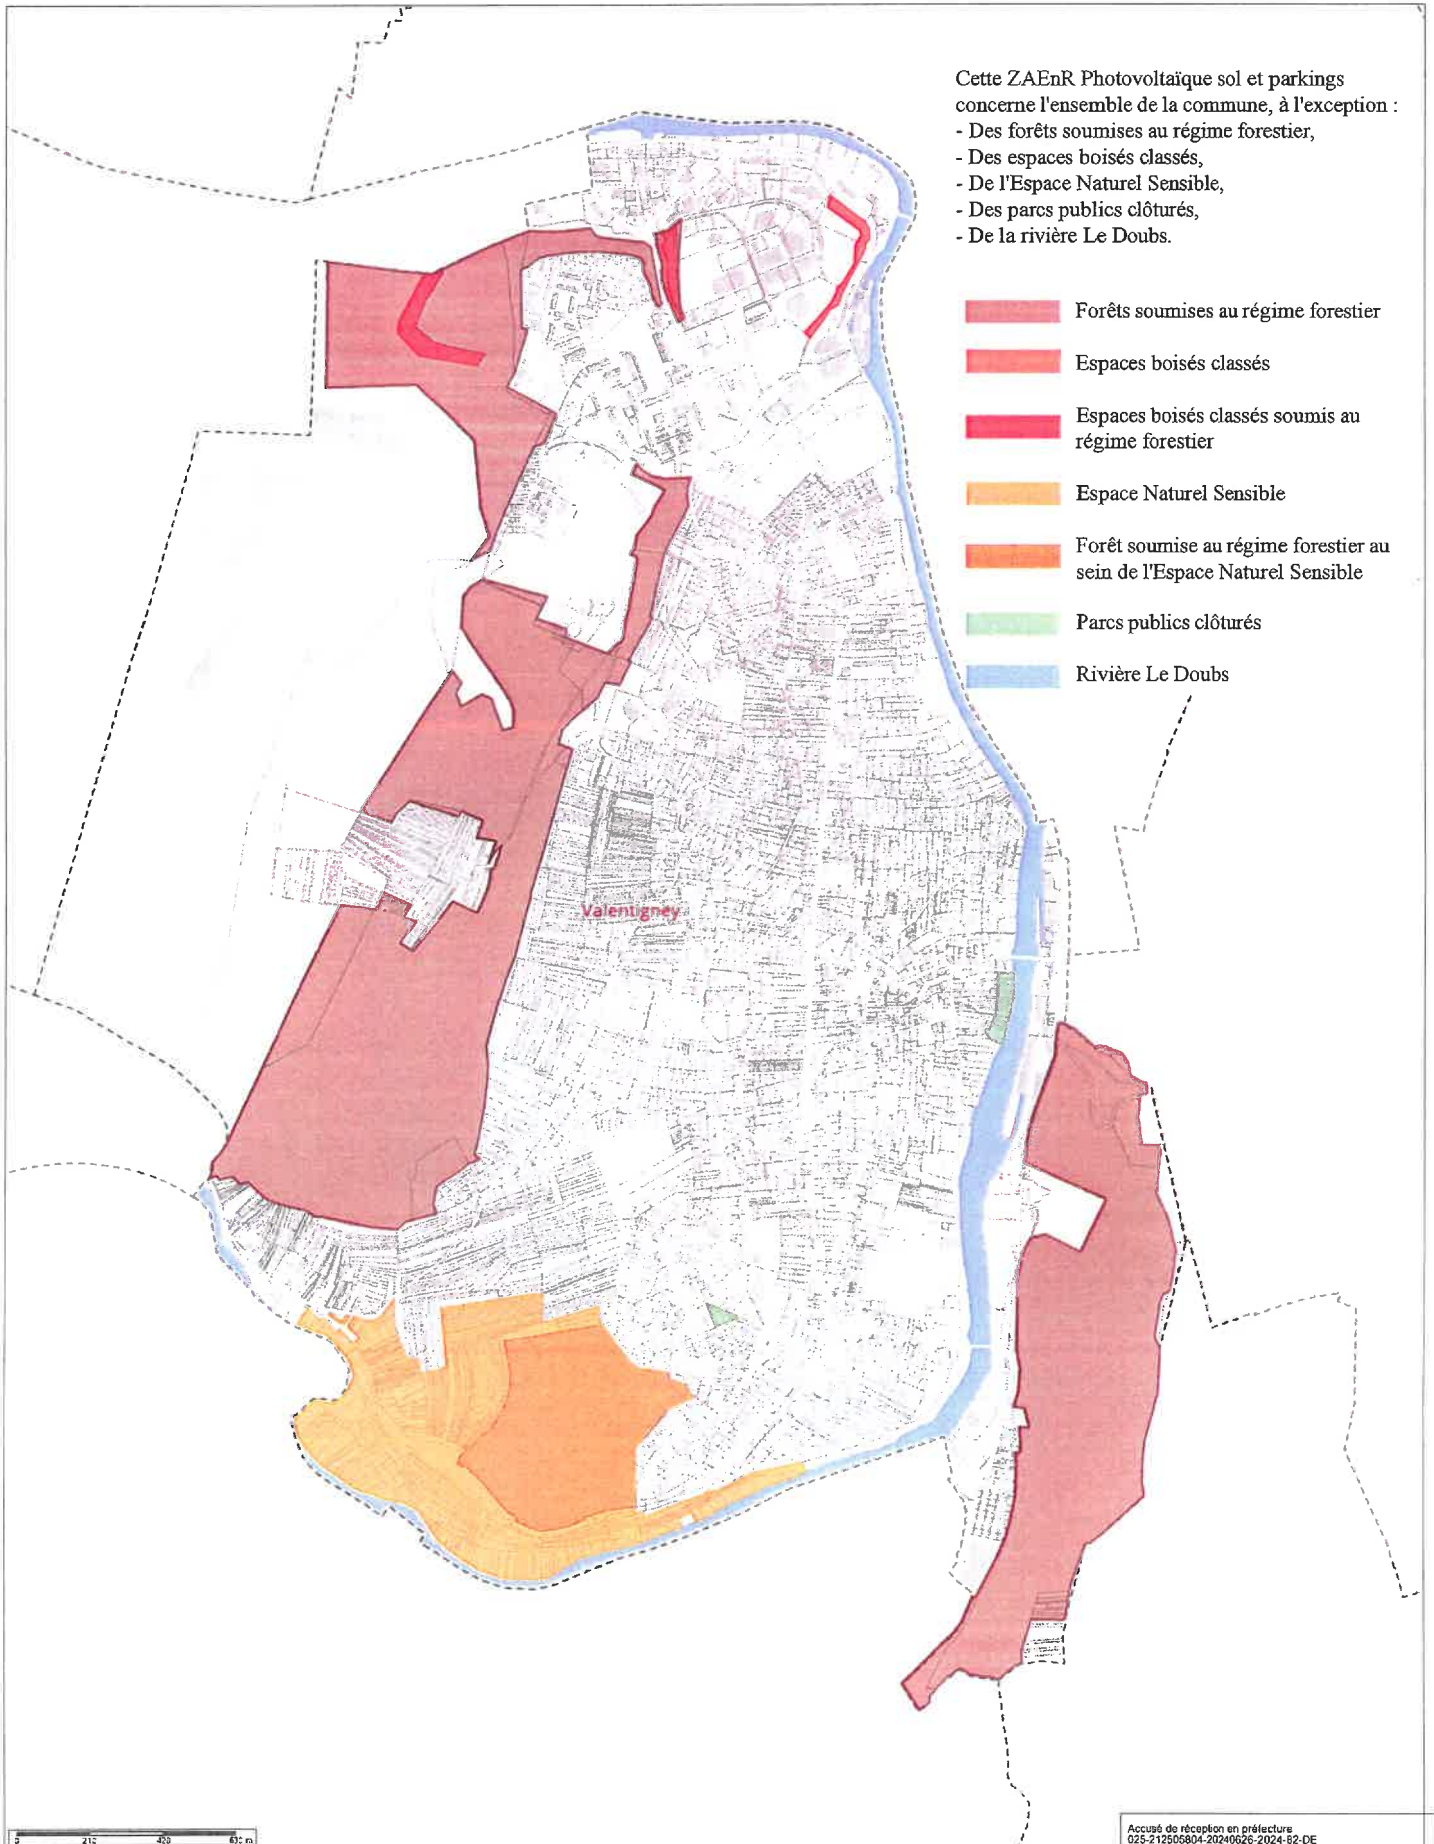 Cette ZAEnR Photovoltaïque sol et parkings
concerne l'ensemble de la commune, à l'exception :
- Des forêts soumises au régime forestier,
- Des espaces boisés classés,
- De l'Espace Naturel Sensible,
- Des parcs publics clôturés,
- De la rivière Le Doubs.
Forêts soumises au régime forestier
Espaces boisés classés
Espaces boisés classés soumis au
régime forestier
Espace Naturel Sensible
Forêt soumise au régime forestier au
sein de l'Espace Naturel Sensible
Parcs publics clôturés
Rivière Le Doubs
Valentigney
0 210 420 630 m
Accusé de réception en préfecture
025-212505804-20240626-2024-82-DE